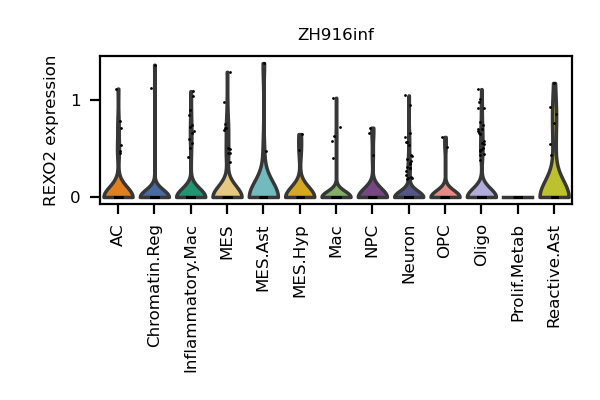 ZH916inf
REXO2 expression
1
0
AC
Chromatin.Reg
Inflammatory.Mac
MES
MES.Ast
MES.Hyp
Mac
NPC
Neuron
OPC
Oligo
Prolif.Metab
Reactive.Ast